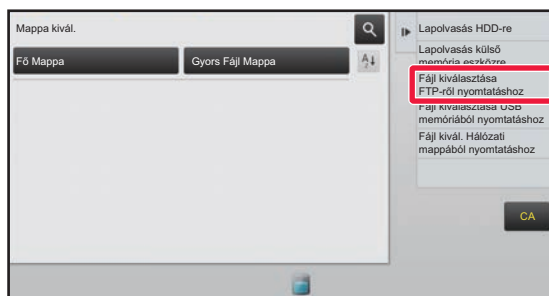 Mappa kivál.
Fő Mappa
Gyors Fájl Mappa
Lapolvasás HDD-re
Lapolvasás külső
memória eszközre
Fájl kiválasztása
FTP-ről nyomtatáshoz
Fájl kiválasztása USB
memóriából nyomtatáshoz
Fájl kivál. Hálózati
mappából nyomtatáshoz
CA